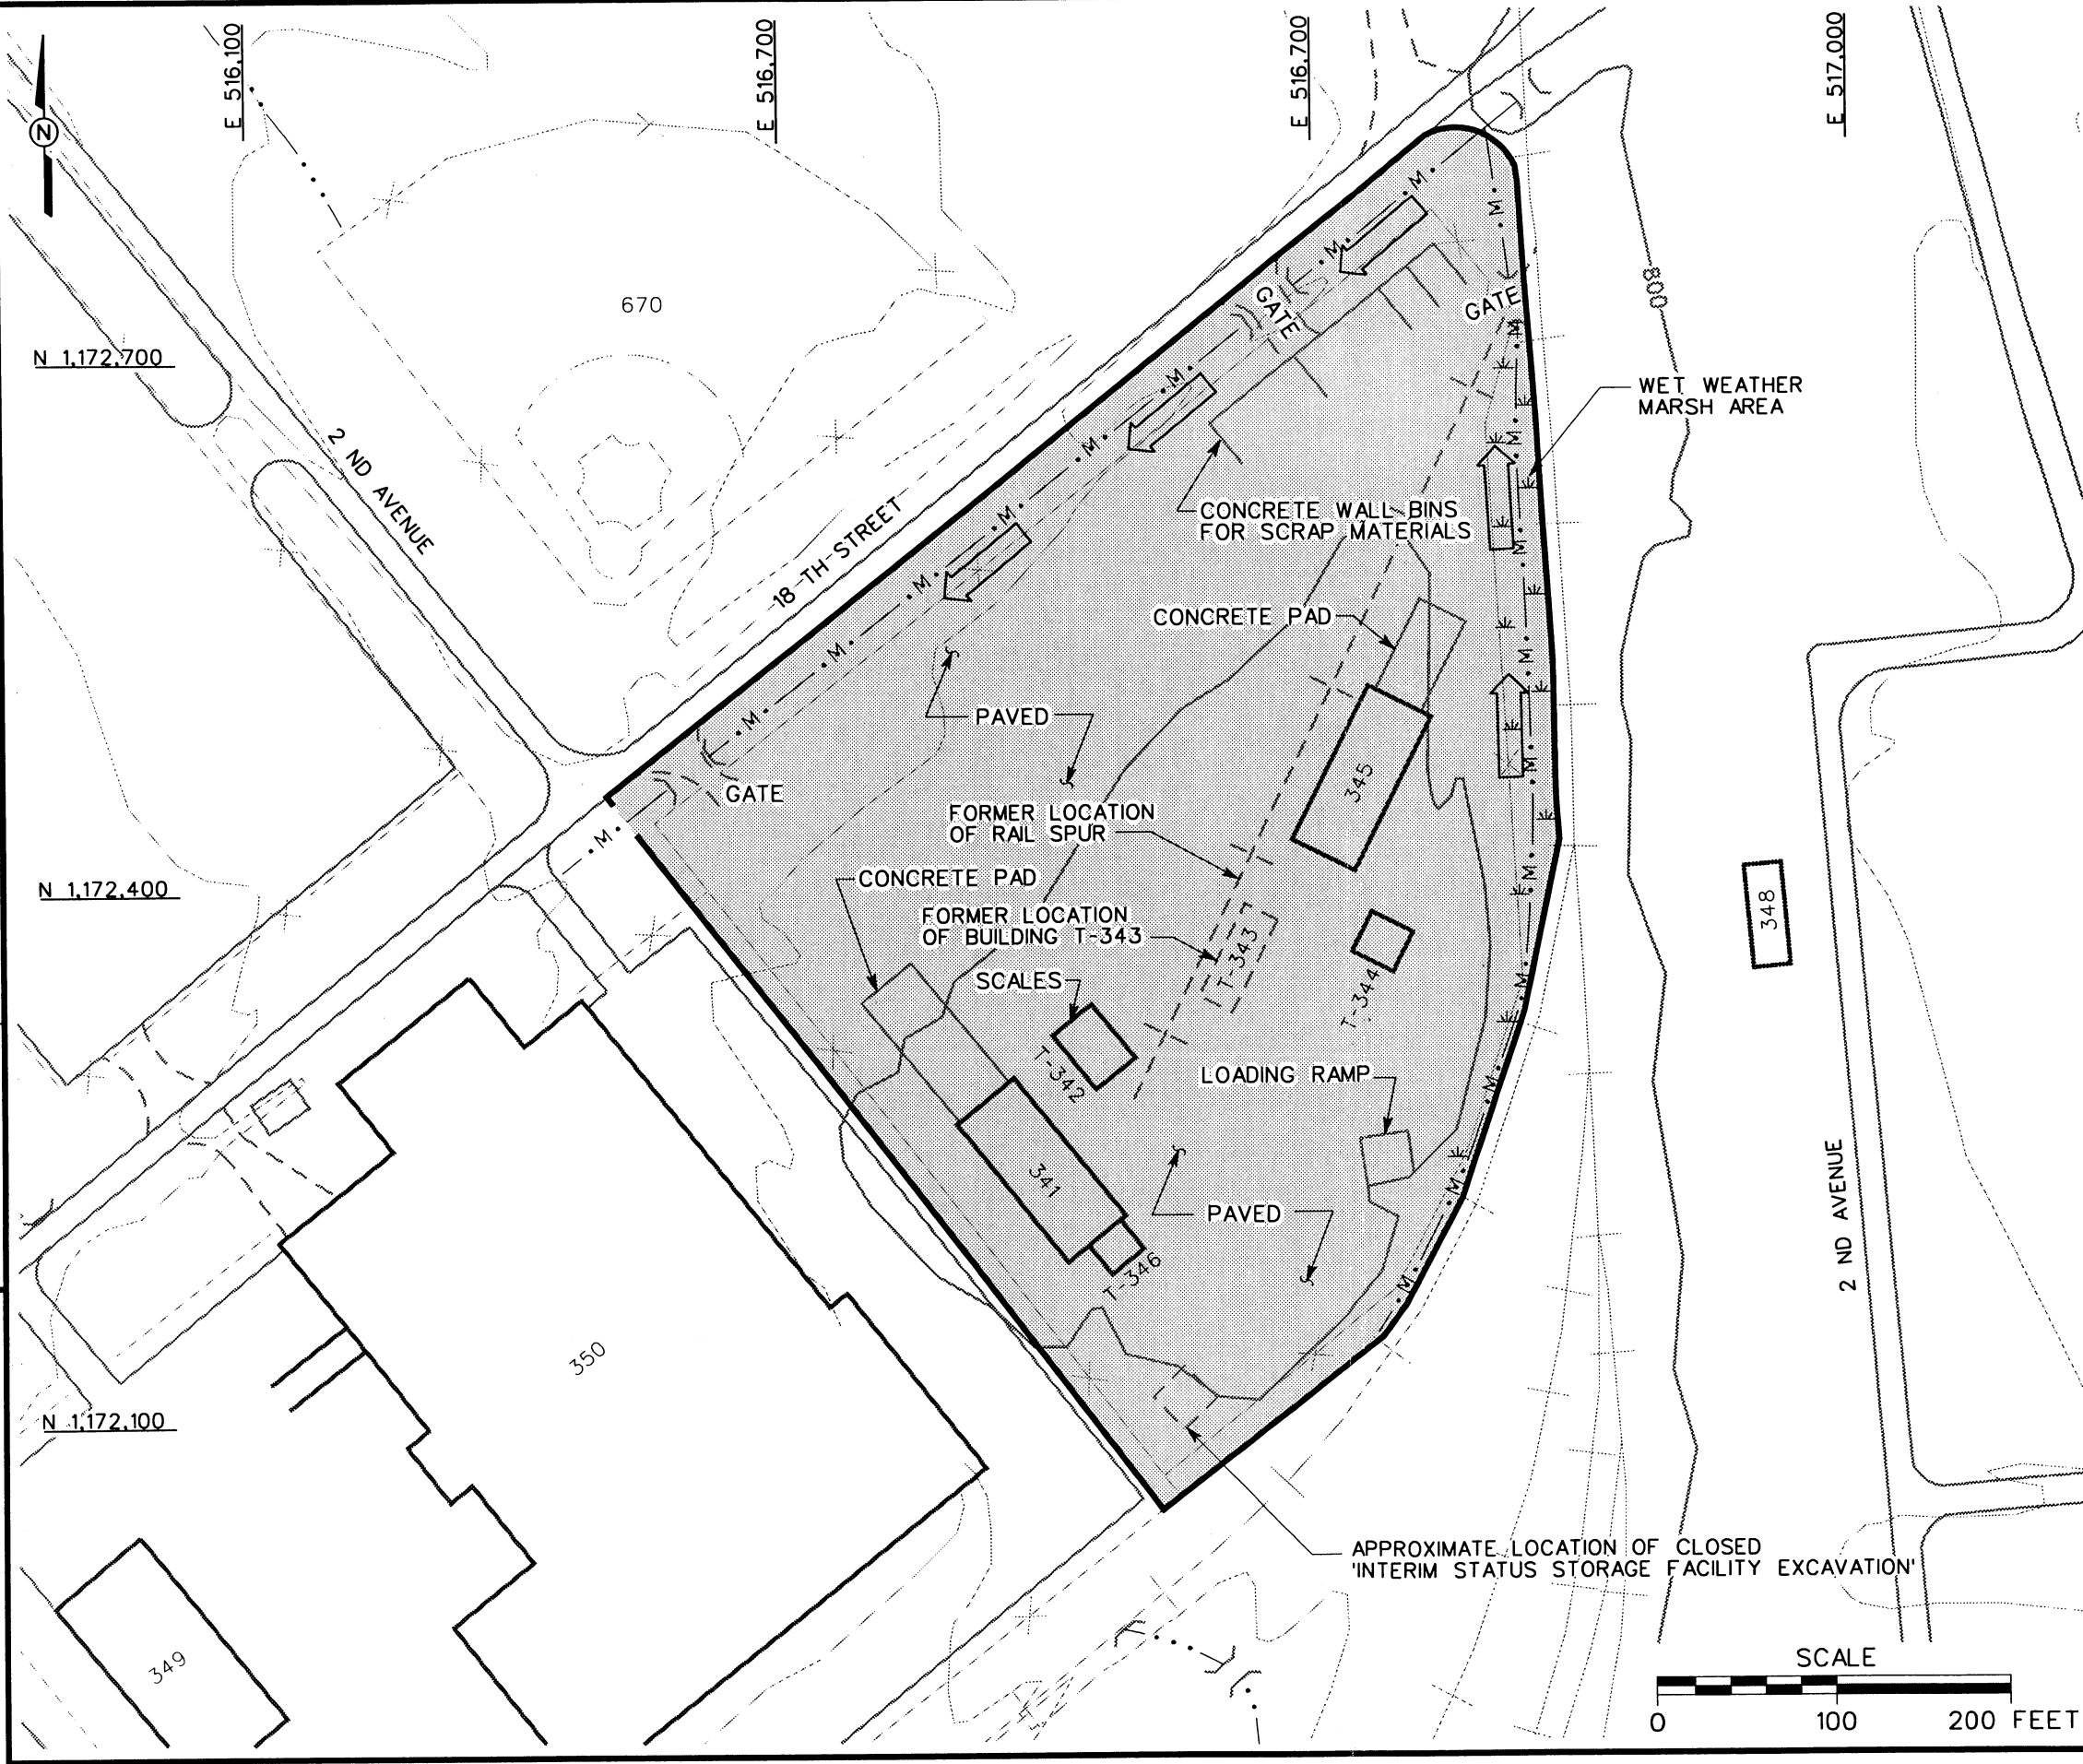 E 516,100
E 516,700
E 516,700
E 517,000
N
670
N 1,172,700
2 ND AVENUE
18 TH STREET
M
M
M
GATE
GATE
800
M
WET WEATHER
MARSH AREA
M
M
M
CONCRETE WALL BINS
FOR SCRAP MATERIALS
M
M
M
CONCRETE PAD
M
M
PAVED
M
345
M
GATE
FORMER LOCATION
OF RAIL SPUR
M
N 1,172,400
CONCRETE PAD
M
348
FORMER LOCATION
OF BUILDING T-343
T-343
SCALES
T-344
M
T-342
LOADING RAMP
M
341
M
PAVED
2 ND AVENUE
T-346
M
350
N 1,172,100
APPROXIMATE LOCATION OF CLOSED
'INTERIM STATUS STORAGE FACILITY EXCAVATION'
349
SCALE
0 100 200 FEET